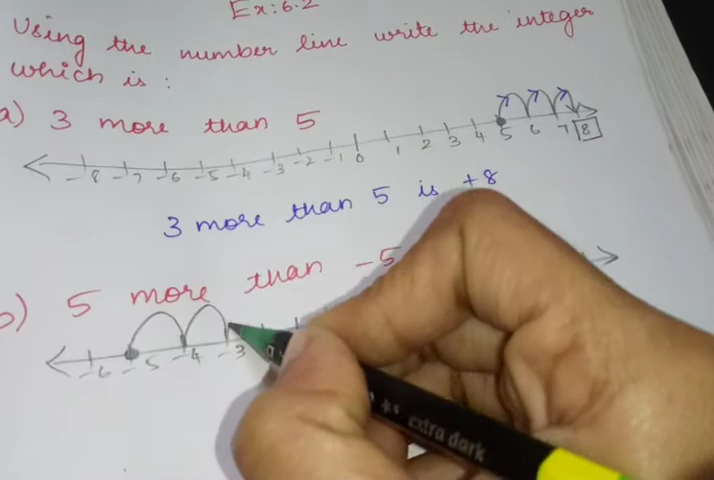 Ex:6.2
Using the number line write the integer
which is :
a) 3 more than 5
-8 -7 -6 -5 -4 -3 -2 -1 0 1 2 3 4 5 6 7 8
3 more than 5 is +8
b) 5 more than -5
-6 -5 -4 -3
extra dark